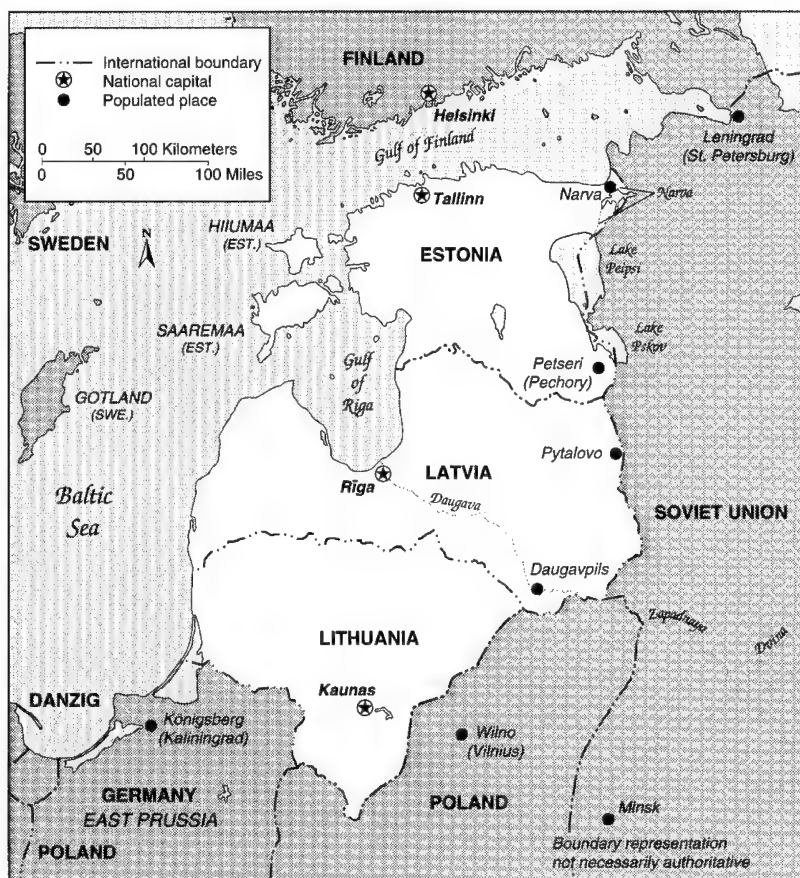 International boundary
National capital
Populated place
0 50 100 Kilometers
0 50 100 Miles
FINLAND
Helsinki
Gulf of Finland
Leningrad
(St. Petersburg)
Narva
Narva
Tallinn
SWEDEN
N
HIIUMAA
(EST.)
ESTONIA
Lake
Peipsi
SAAREMAA
(EST.)
Lake
Pskov
Gulf
of
Riga
Petseri
(Pechory)
GOTLAND
(SWE.)
Pytalovo
LATVIA
Rīga
Daugava
Baltic
Sea
SOVIET UNION
Daugavpils
Zapadnaya
Dvina
LITHUANIA
Kaunas
DANZIG
Königsberg
(Kaliningrad)
Wilno
(Vilnius)
GERMANY
EAST PRUSSIA
POLAND
Minsk
POLAND
Boundary representation
not necessarily authoritative